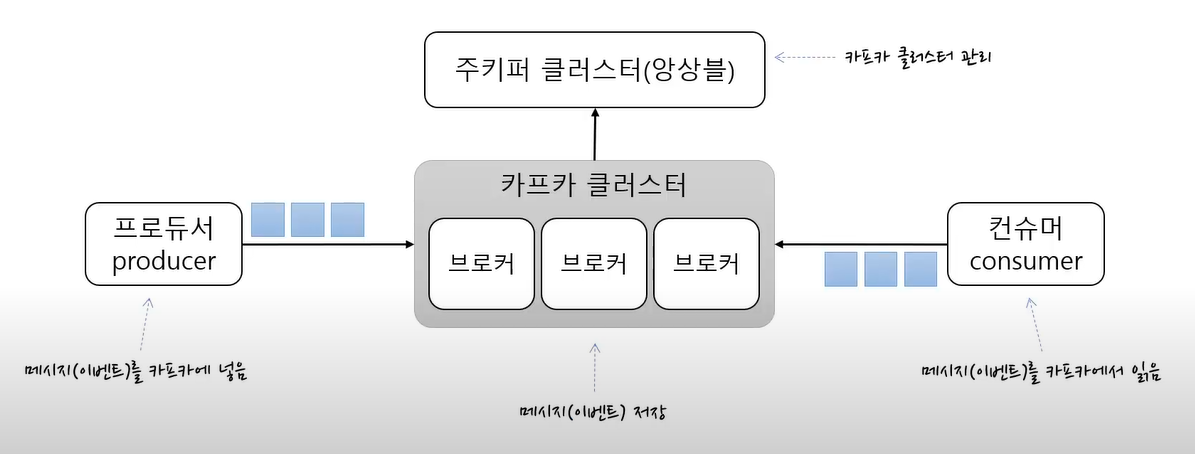 주키퍼 클러스터(앙상블)
카프카 클러스터 관리
카프카 클러스터
프로듀서
producer
브로커
브로커
브로커
컨슈머
consumer
메시지(이벤트)를 카프카에 넣음
메시지(이벤트) 저장
메시지(이벤트)를 카프카에서 읽음